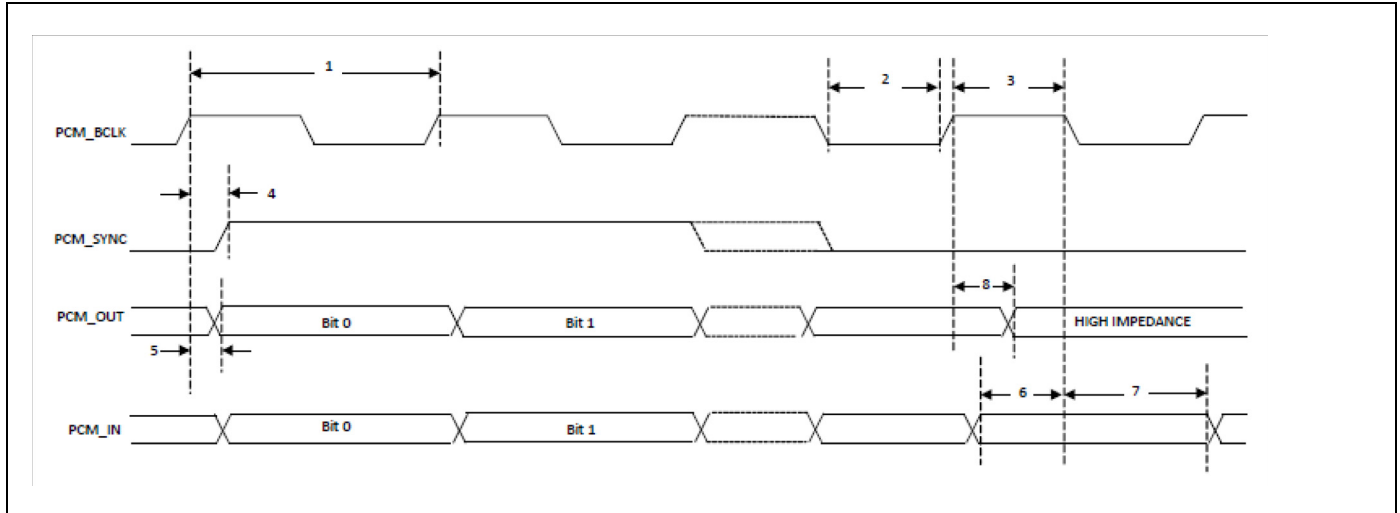 1
2
3
PCM_BCLK
4
PCM_SYNC
8
PCM_OUT
Bit 0
Bit 1
HIGH IMPEDANCE
5
6
7
PCM_IN
Bit 0
Bit 1